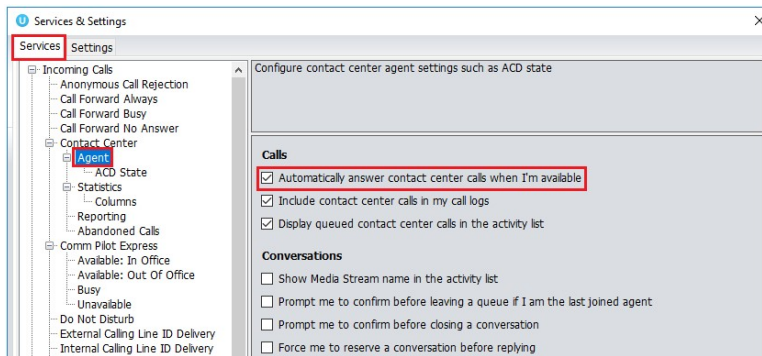 Services & Settings
Services Settings
Incoming Calls
Anonymous Call Rejection
Call Forward Always
Call Forward Busy
Call Forward No Answer
Contact Center
Agent
ACD State
Statistics
Columns
Reporting
Abandoned Calls
Comm Pilot Express
Available: In Office
Available: Out Of Office
Busy
Unavailable
Do Not Disturb
External Calling Line ID Delivery
Internal Calling Line ID Delivery
Configure contact center agent settings such as ACD state
Calls
Automatically answer contact center calls when I'm available
Include contact center calls in my call logs
Display queued contact center calls in the activity list
Conversations
Show Media Stream name in the activity list
Prompt me to confirm before leaving a queue if I am the last joined agent
Prompt me to confirm before closing a conversation
Force me to reserve a conversation before replying